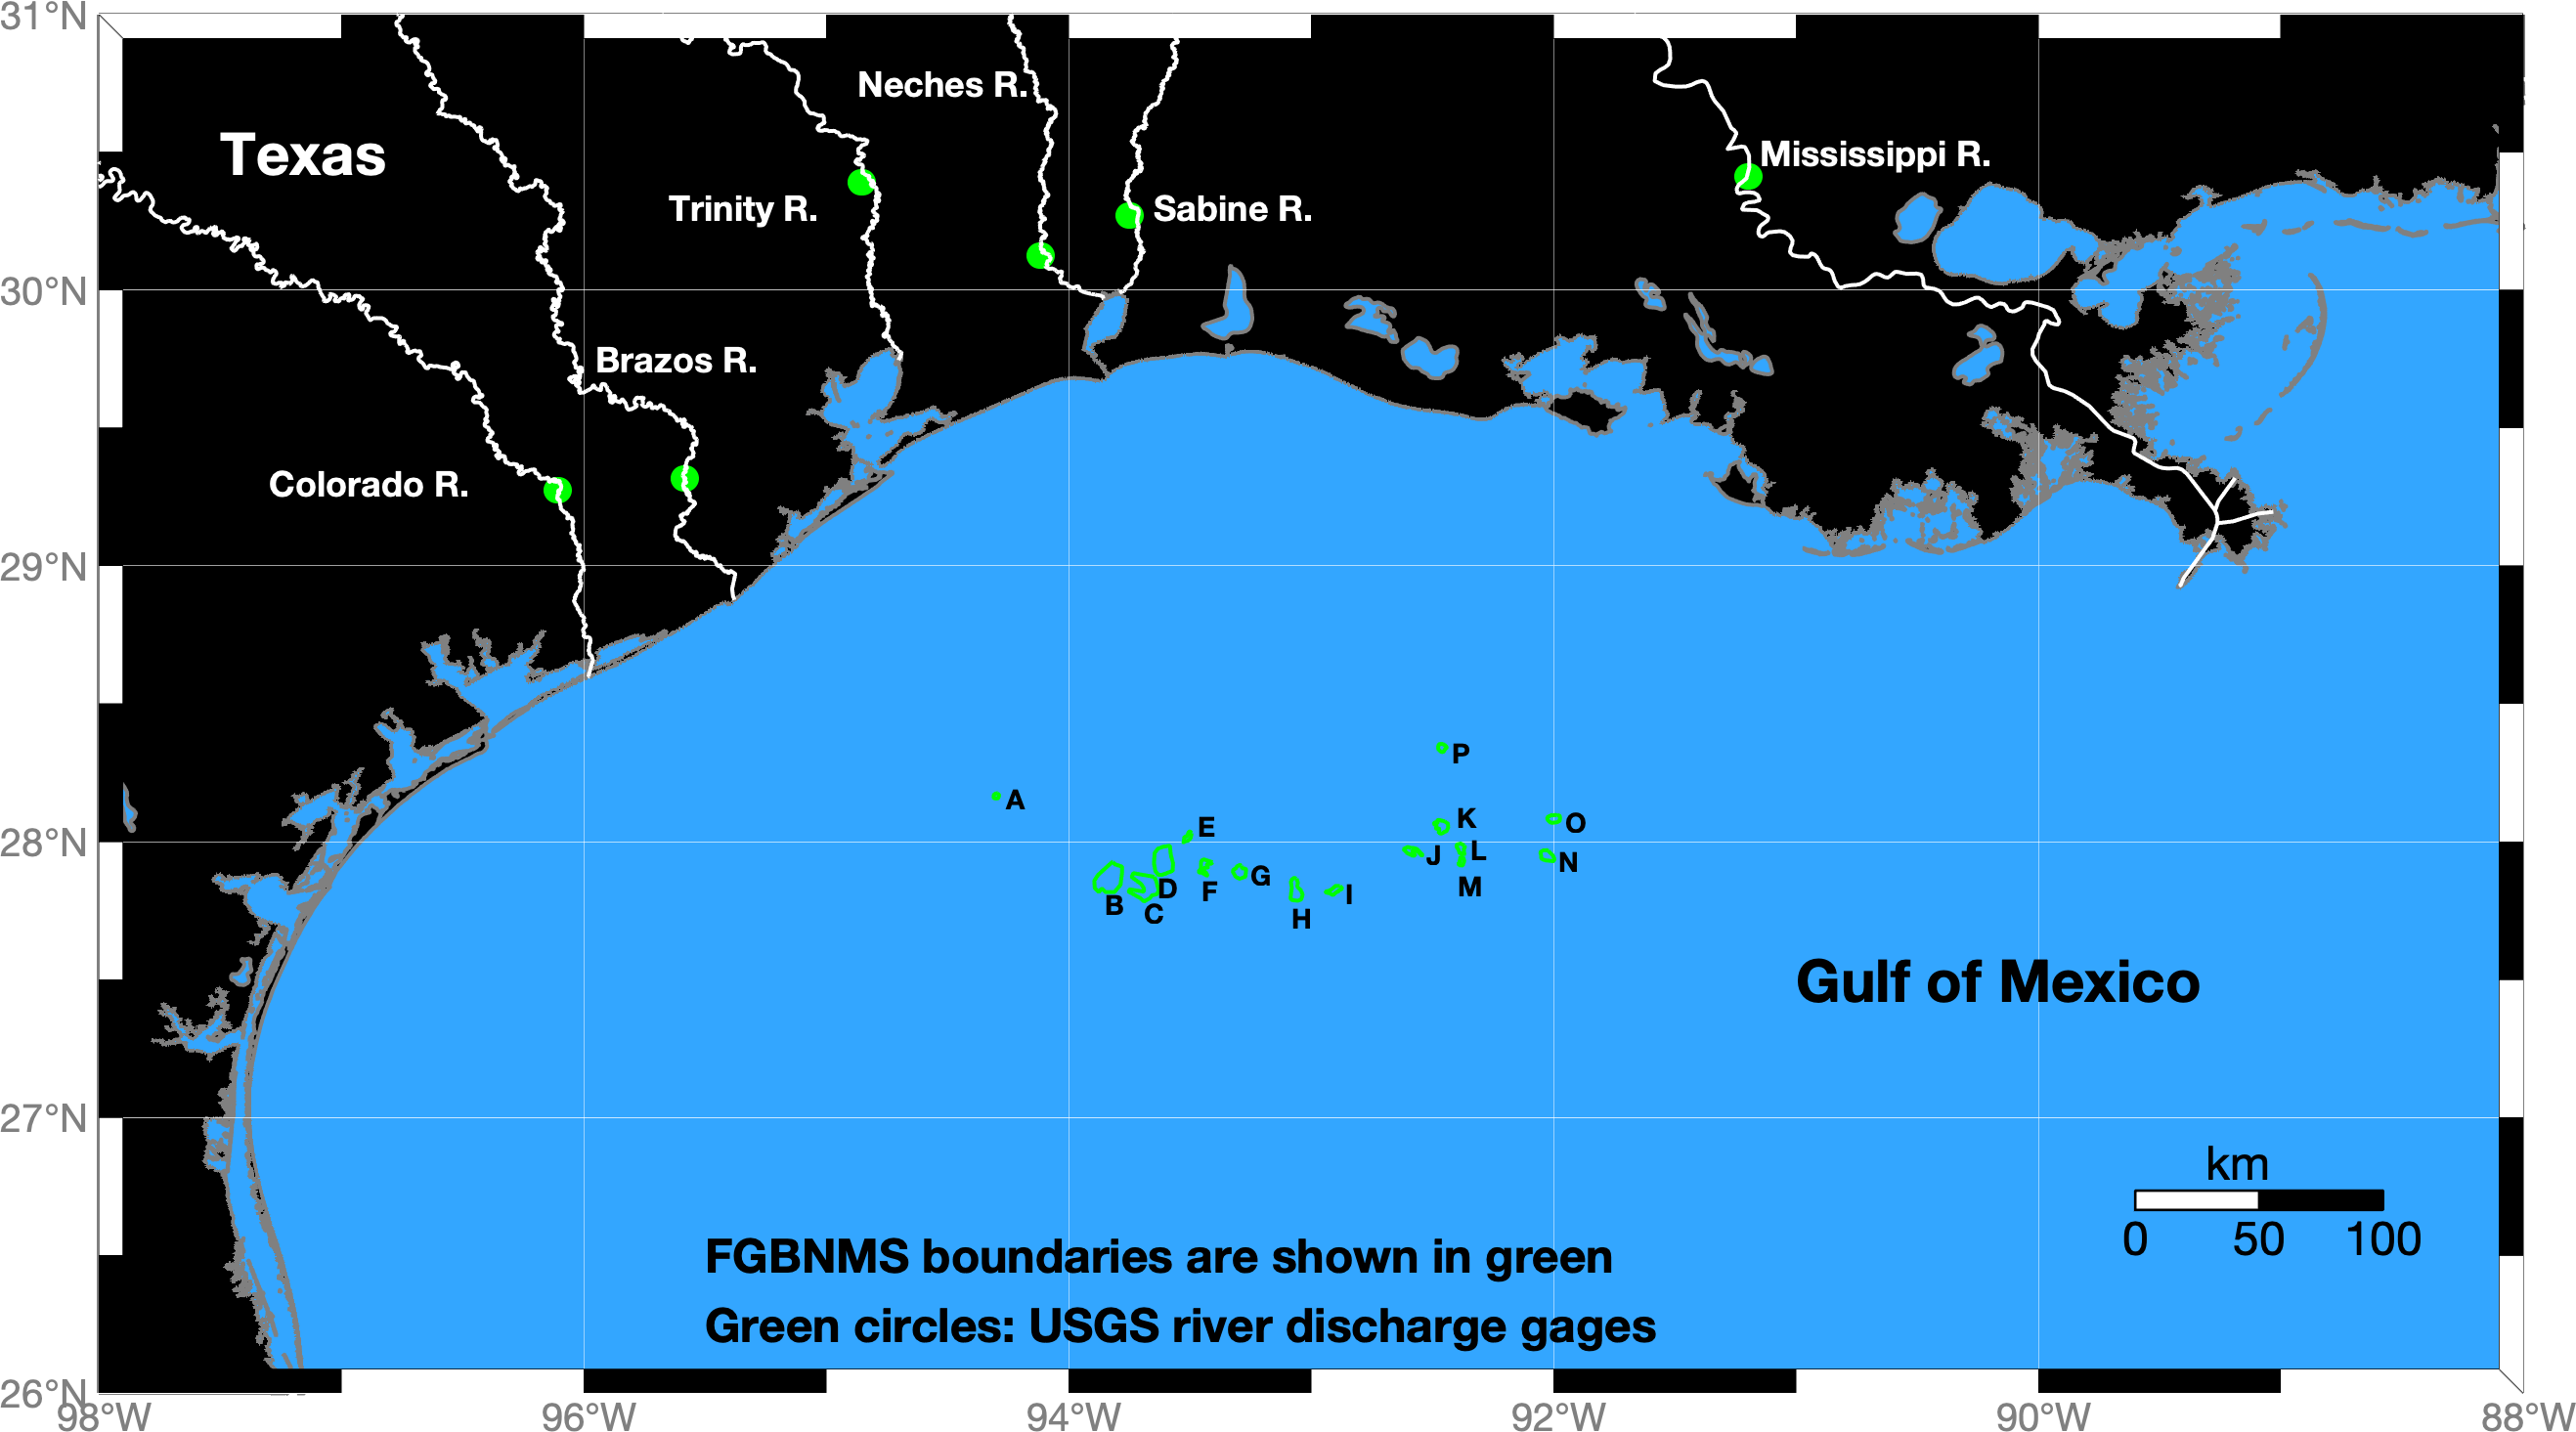 31°N
Neches R.
Texas
Mississippi R.
Trinity R.
Sabine R.
30°N
Brazos R.
Colorado R.
29°N
P
A
K
O
E
28°N
L
J
N
G
D
M
F
I
B
C
H
Gulf of Mexico
27°N
km
0 50 100
FGBNMS boundaries are shown in green
Green circles: USGS river discharge gages
26°N
98°W 96°W 94°W 92°W 90°W 88°W